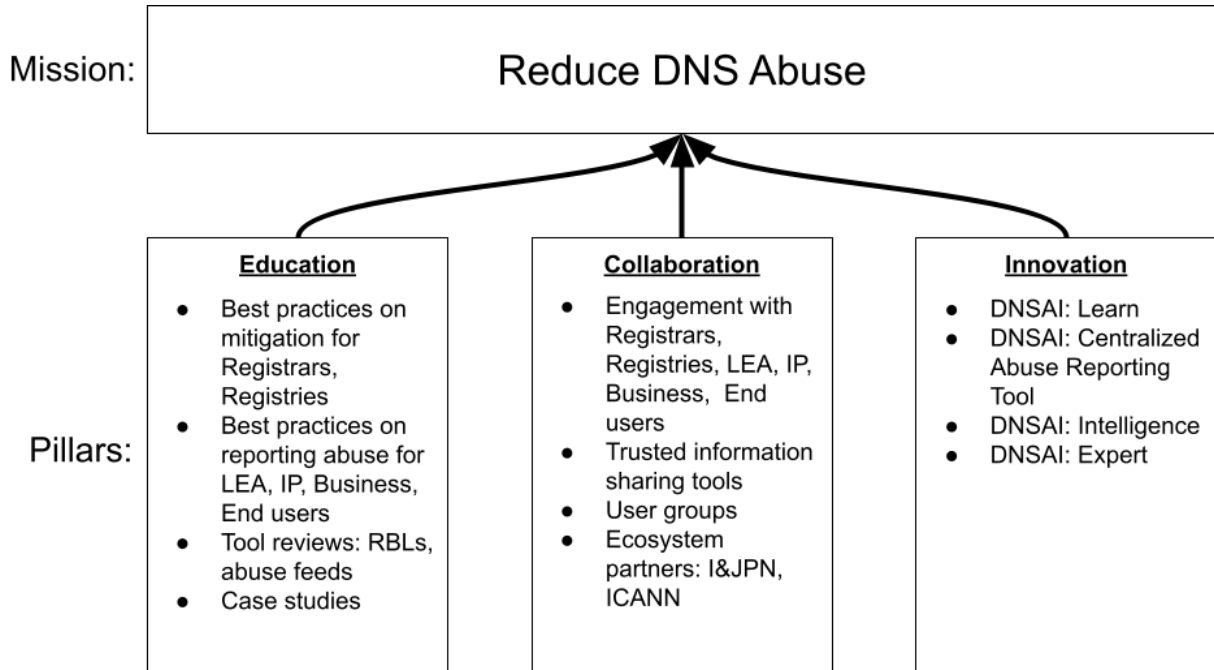 Mission:
Reduce DNS Abuse
Pillars:
Education
● Best practices on
mitigation for
Registrars,
Registries
● Best practices on
reporting abuse for
LEA, IP, Business,
End users
● Tool reviews: RBLs,
abuse feeds
● Case studies
Collaboration
● Engagement with
Registrars,
Registries, LEA, IP,
Business,  End
users
● Trusted information
sharing tools
● User groups
● Ecosystem
partners: I&JPN,
ICANN
Innovation
● DNSAI: Learn
● DNSAI: Centralized
Abuse Reporting
Tool
● DNSAI: Intelligence
● DNSAI: Expert